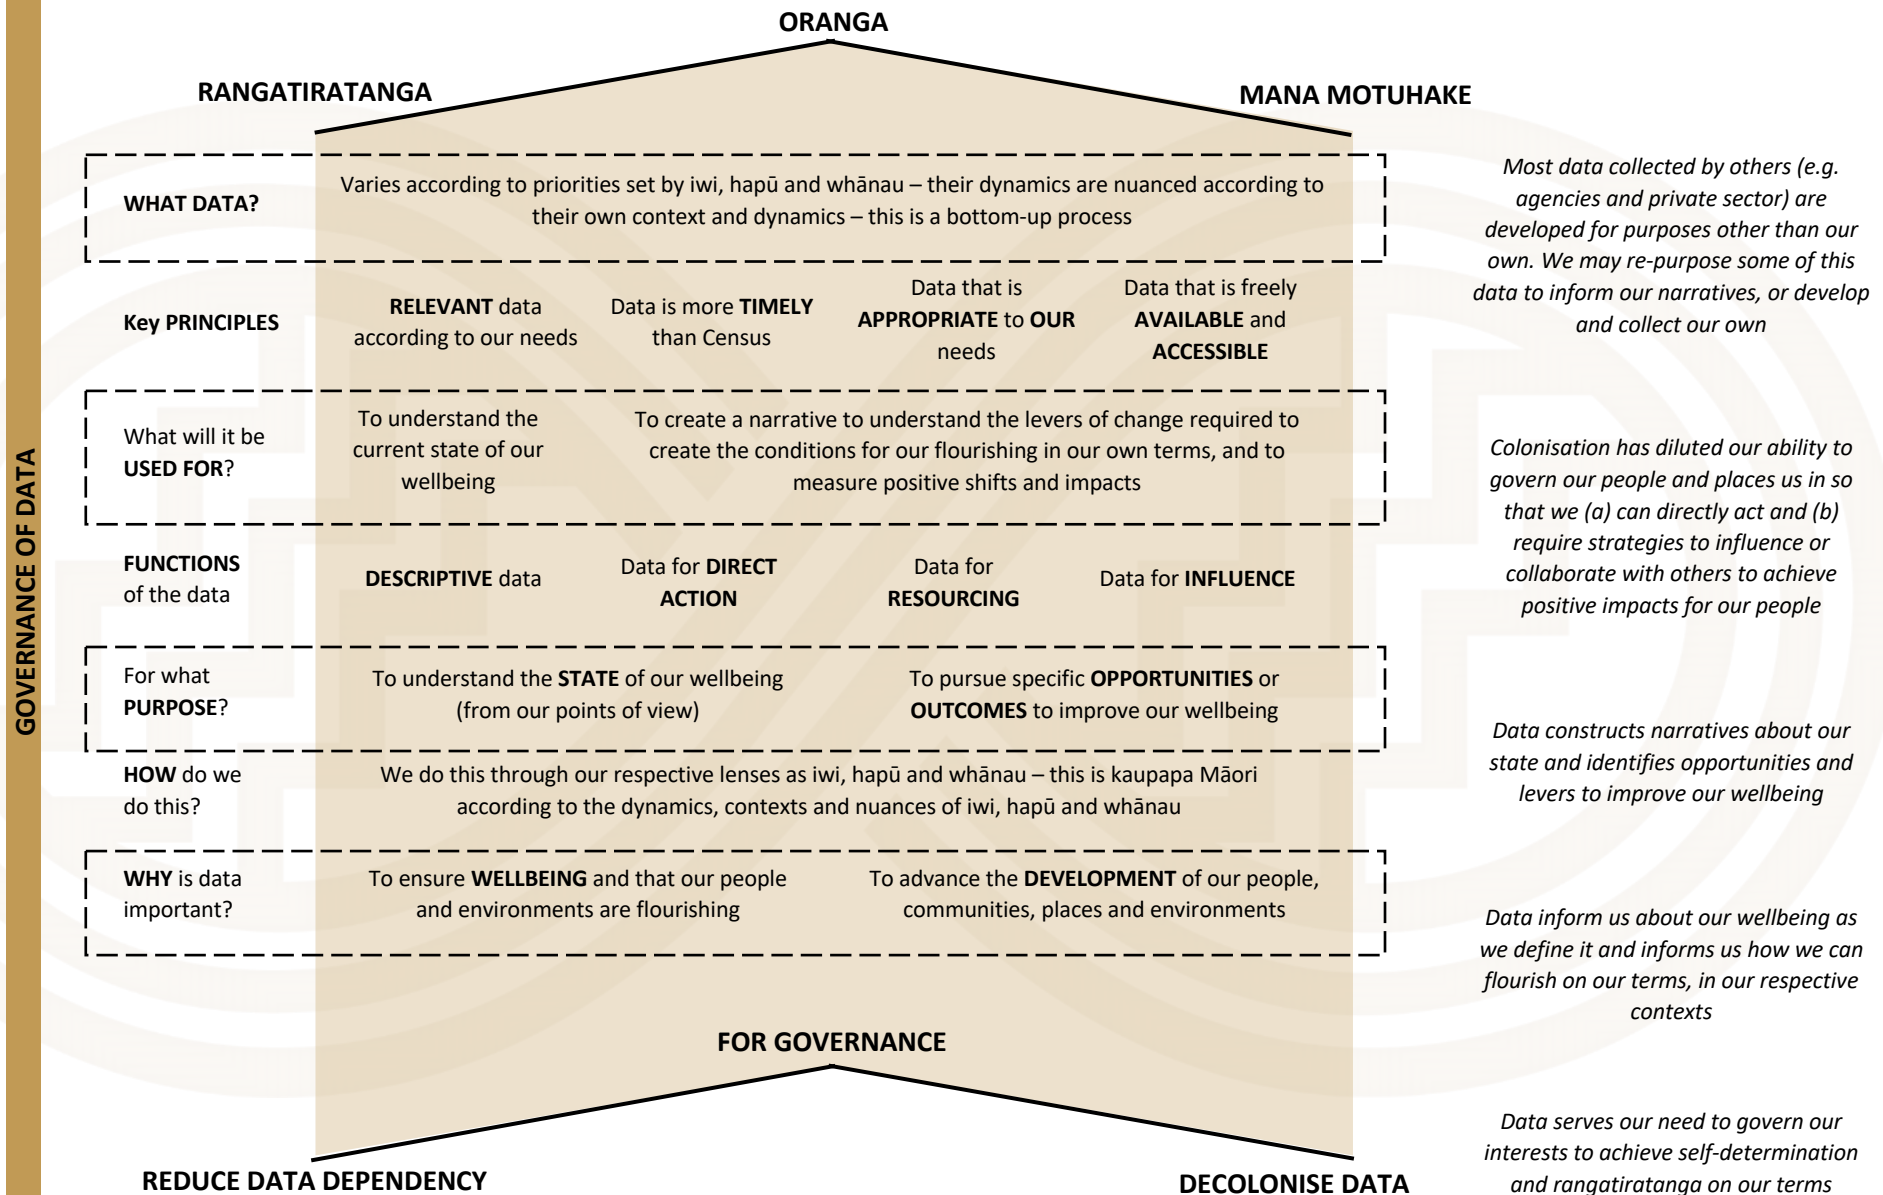 ORANGA
RANGATIRATANGA
MANA MOTUHAKE
GOVERNANCE OF DATA
WHAT DATA?
Varies according to priorities set by iwi, hapū and whānau – their dynamics are nuanced according to
their own context and dynamics – this is a bottom-up process
Most data collected by others (e.g.
agencies and private sector) are
developed for purposes other than our
own. We may re-purpose some of this
data to inform our narratives, or develop
and collect our own
Key PRINCIPLES
RELEVANT data
according to our needs
Data is more TIMELY
than Census
Data that is
APPROPRIATE to OUR
needs
Data that is freely
AVAILABLE and
ACCESSIBLE
What will it be
USED FOR?
To understand the
current state of our
wellbeing
To create a narrative to understand the levers of change required to
create the conditions for our flourishing in our own terms, and to
measure positive shifts and impacts
Colonisation has diluted our ability to
govern our people and places us in so
that we (a) can directly act and (b)
require strategies to influence or
collaborate with others to achieve
positive impacts for our people
FUNCTIONS
of the data
DESCRIPTIVE data
Data for DIRECT
ACTION
Data for
RESOURCING
Data for INFLUENCE
For what
PURPOSE?
To understand the STATE of our wellbeing
(from our points of view)
To pursue specific OPPORTUNITIES or
OUTCOMES to improve our wellbeing
Data constructs narratives about our
state and identifies opportunities and
levers to improve our wellbeing
HOW do we
do this?
We do this through our respective lenses as iwi, hapū and whānau – this is kaupapa Māori
according to the dynamics, contexts and nuances of iwi, hapū and whānau
WHY is data
important?
To ensure WELLBEING and that our people
and environments are flourishing
To advance the DEVELOPMENT of our people,
communities, places and environments
Data inform us about our wellbeing as
we define it and informs us how we can
flourish on our terms, in our respective
contexts
FOR GOVERNANCE
REDUCE DATA DEPENDENCY
DECOLONISE DATA
Data serves our need to govern our
interests to achieve self-determination
and rangatiratanga on our terms